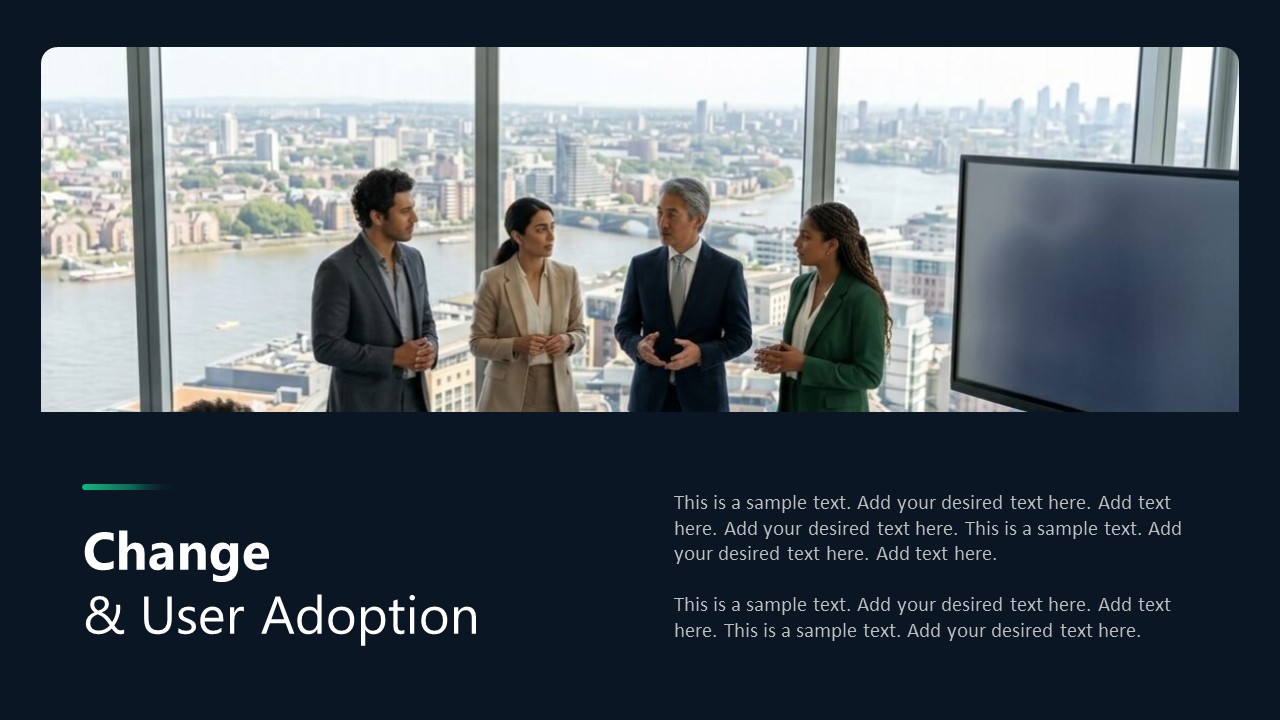 Change
& User Adoption
This is a sample text. Add your desired text here. Add text
here. Add your desired text here. This is a sample text. Add
your desired text here. Add text here.
This is a sample text. Add your desired text here. Add text
here. This is a sample text. Add your desired text here.